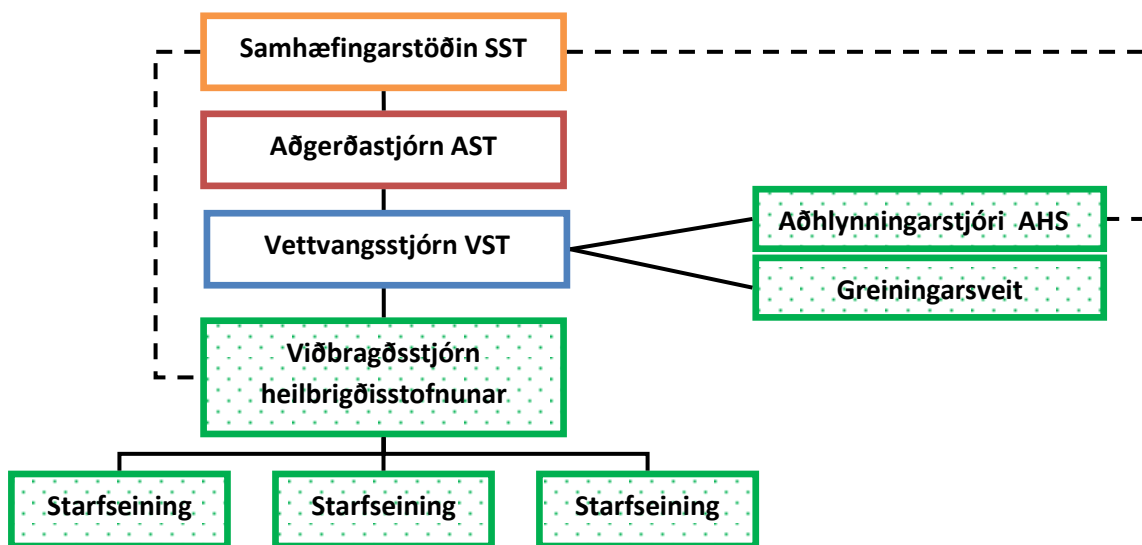 Samhæfingarstöðin SST
Aðgerðastjórn AST
Vettvangsstjórn VST
Aðhlynningarstjóri AHS
Greiningarsveit
Viðbragðsstjórn
heilbrigðisstofnunar
Starfseining
Starfseining
Starfseining